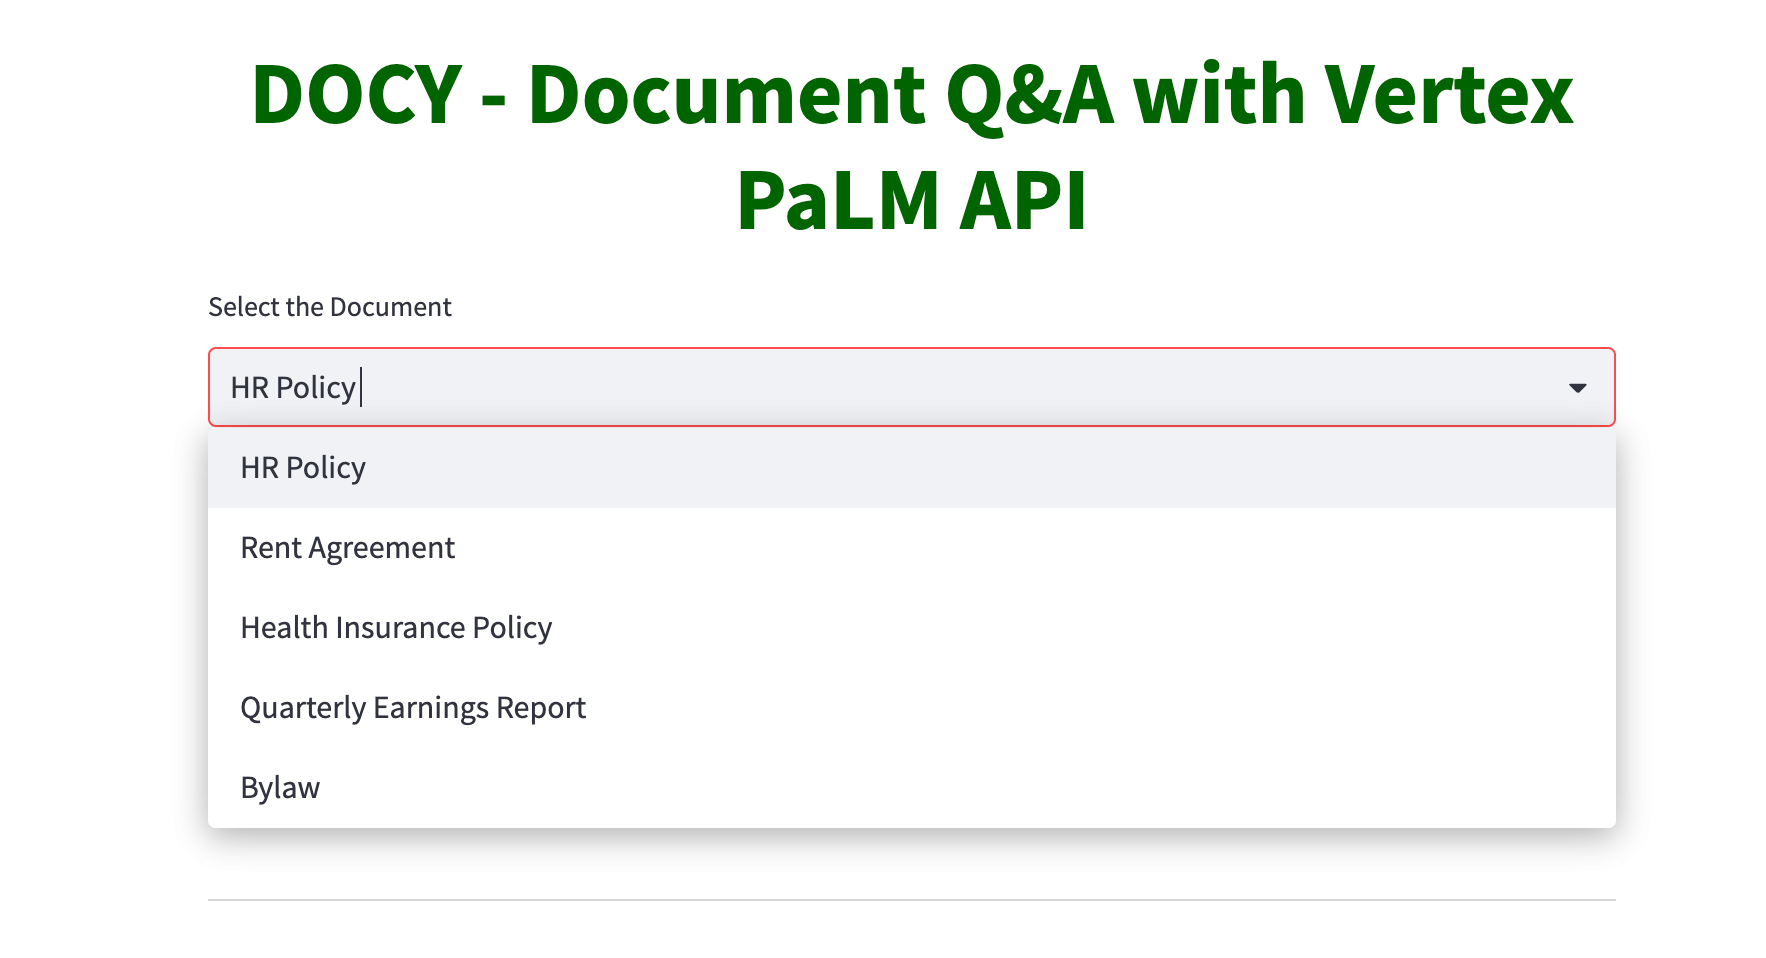 DOCY - Document Q&A with Vertex
PaLM API
Select the Document
HR Policy
HR Policy
Rent Agreement
Health Insurance Policy
Quarterly Earnings Report
Bylaw